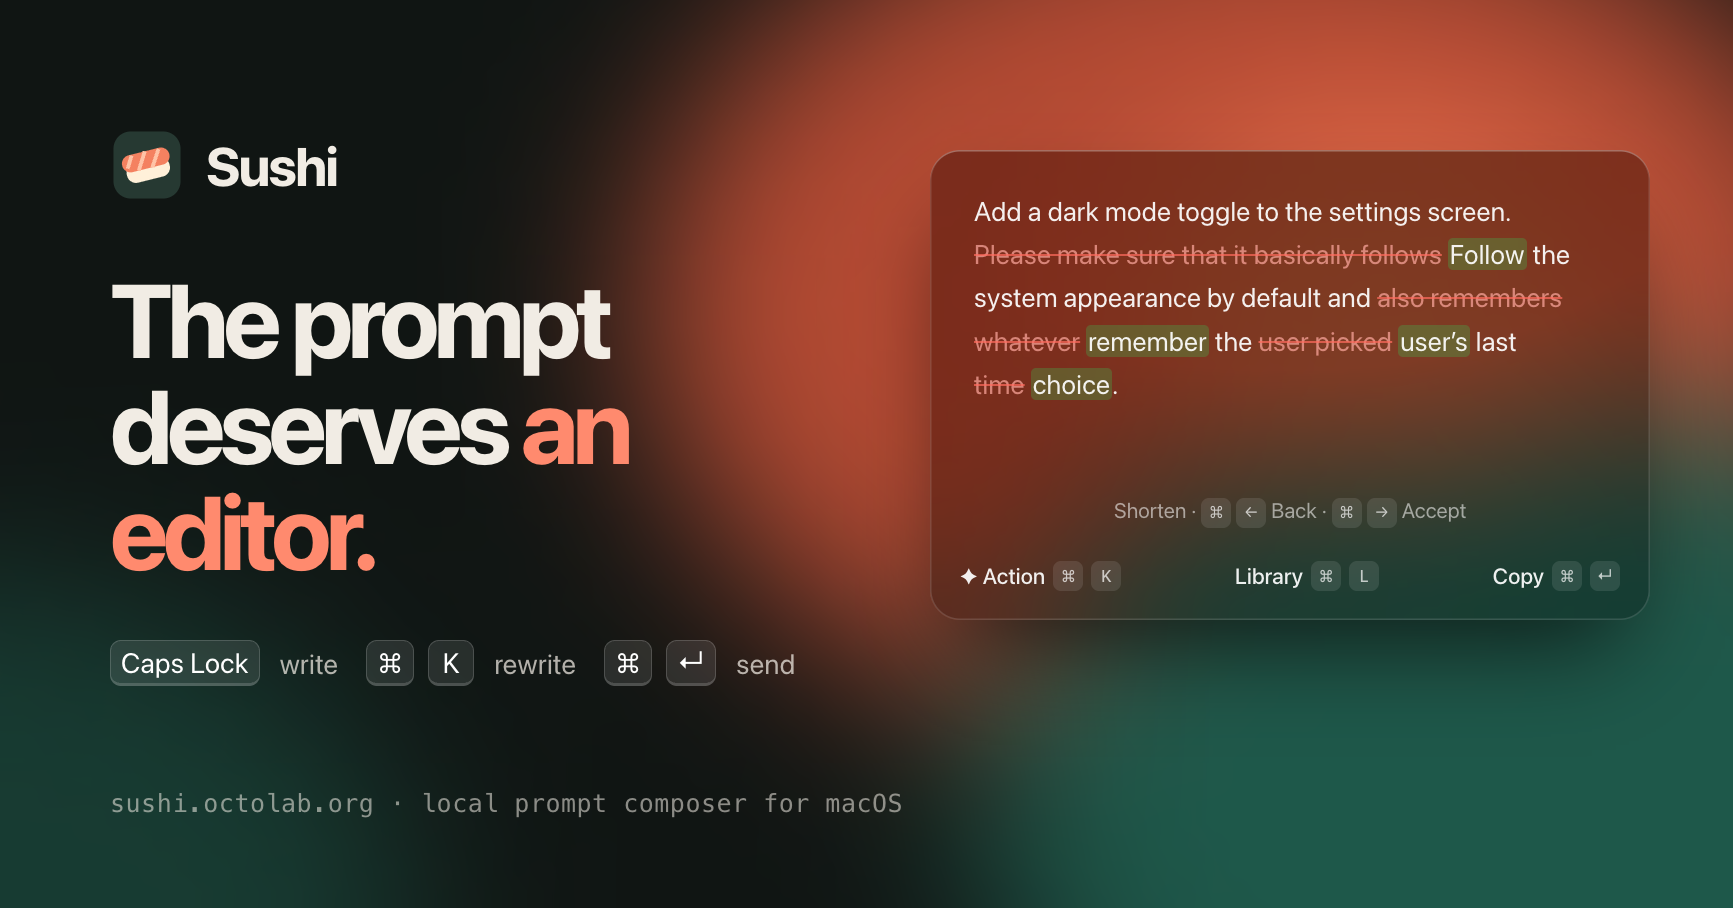 Sushi
The prompt
deserves an
editor.
Caps Lock write ⌘ K rewrite ⌘ ↵ send
sushi.octolab.org · local prompt composer for macOS
Add a dark mode toggle to the settings screen.
Please make sure that it basically follows Follow the
system appearance by default and also remembers
whatever remember the user picked user’s last
time choice.
Shorten · ⌘ ← Back · ⌘ → Accept
✦ Action ⌘ K Library ⌘ L Copy ⌘ ↵